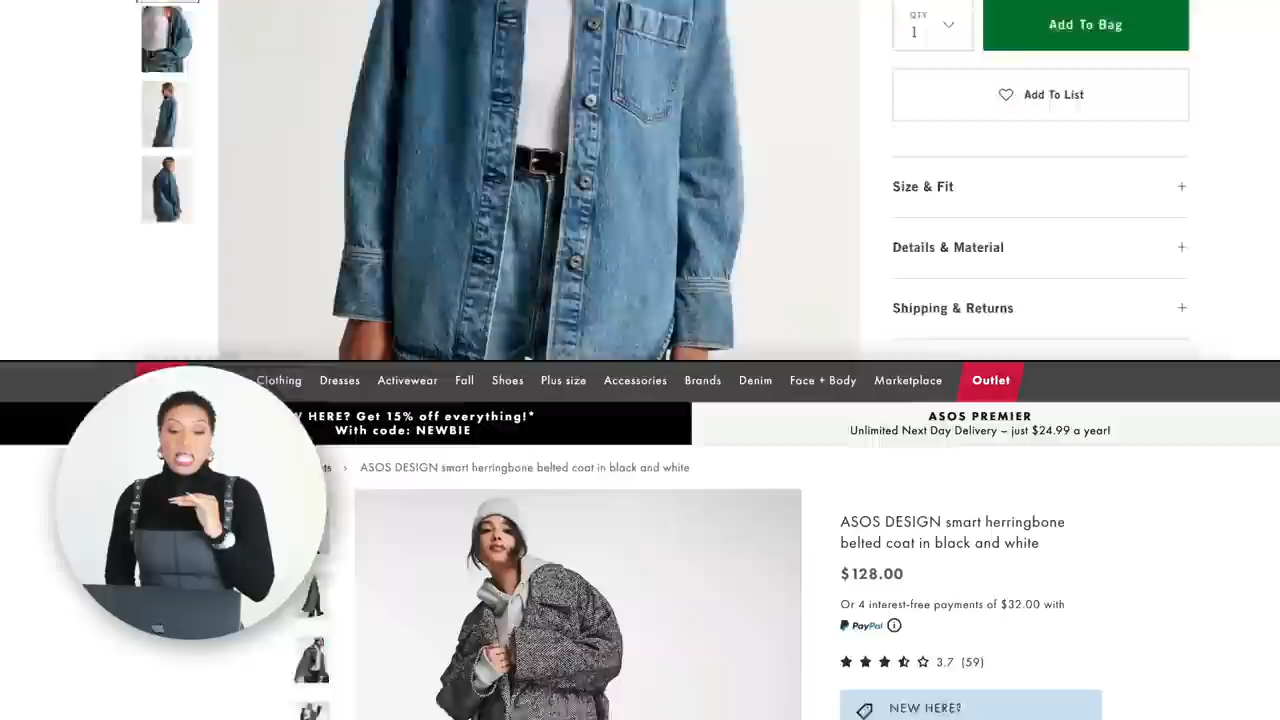 QTY
1
Add To Bag
Add To List
Size & Fit
+
Details & Material
+
Shipping & Returns
+
Clothing Dresses Activewear Fall Shoes Plus size Accessories Brands Denim Face + Body Marketplace Outlet
HERE? Get 15% off everything!*
With code: NEWBIE
ASOS PREMIER
Unlimited Next Day Delivery – just $24.99 a year!
› ASOS DESIGN smart herringbone belted coat in black and white
ASOS DESIGN smart herringbone
belted coat in black and white
$128.00
Or 4 interest-free payments of $32.00 with
PayPal
3.7 (59)
NEW HERE?